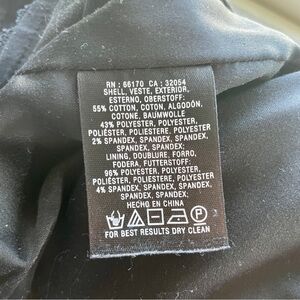 RN : 66170 CA : 32054
SHELL, VESTE, EXTERIOR,
ESTERNO, OBERSTOFF:
55% COTTON, COTON, ALGODÓN,
COTONE, BAUMWOLLE
43% POLYESTER, POLYESTER,
POLIÉSTER, POLIESTERE, POLYESTER
2% SPANDEX, SPANDEX, SPANDEX,
SPANDEX, SPANDEX;
LINING, DOUBLURE, FORRO,
FODERA, FUTTERSTOFF:
96% POLYESTER, POLYESTER,
POLIÉSTER, POLIESTERE, POLYESTER
4% SPANDEX, SPANDEX, SPANDEX,
SPANDEX, SPANDEX;
HECHO EN CHINA
P
FOR BEST RESULTS DRY CLEAN